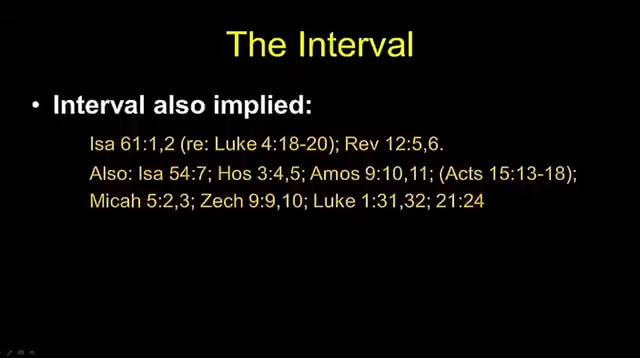 The Interval
• Interval also implied:
Isa 61:1,2 (re: Luke 4:18-20); Rev 12:5,6.
Also: Isa 54:7; Hos 3:4,5; Amos 9:10,11; (Acts 15:13-18);
Micah 5:2,3; Zech 9:9,10; Luke 1:31,32; 21:24